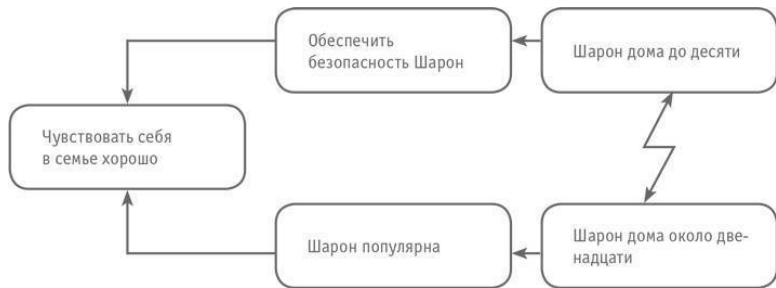 Обеспечить
безопасность Шарон
Шарон дома до десяти
Чувствовать себя
в семье хорошо
Шарон популярна
Шарон дома около две-
надцати